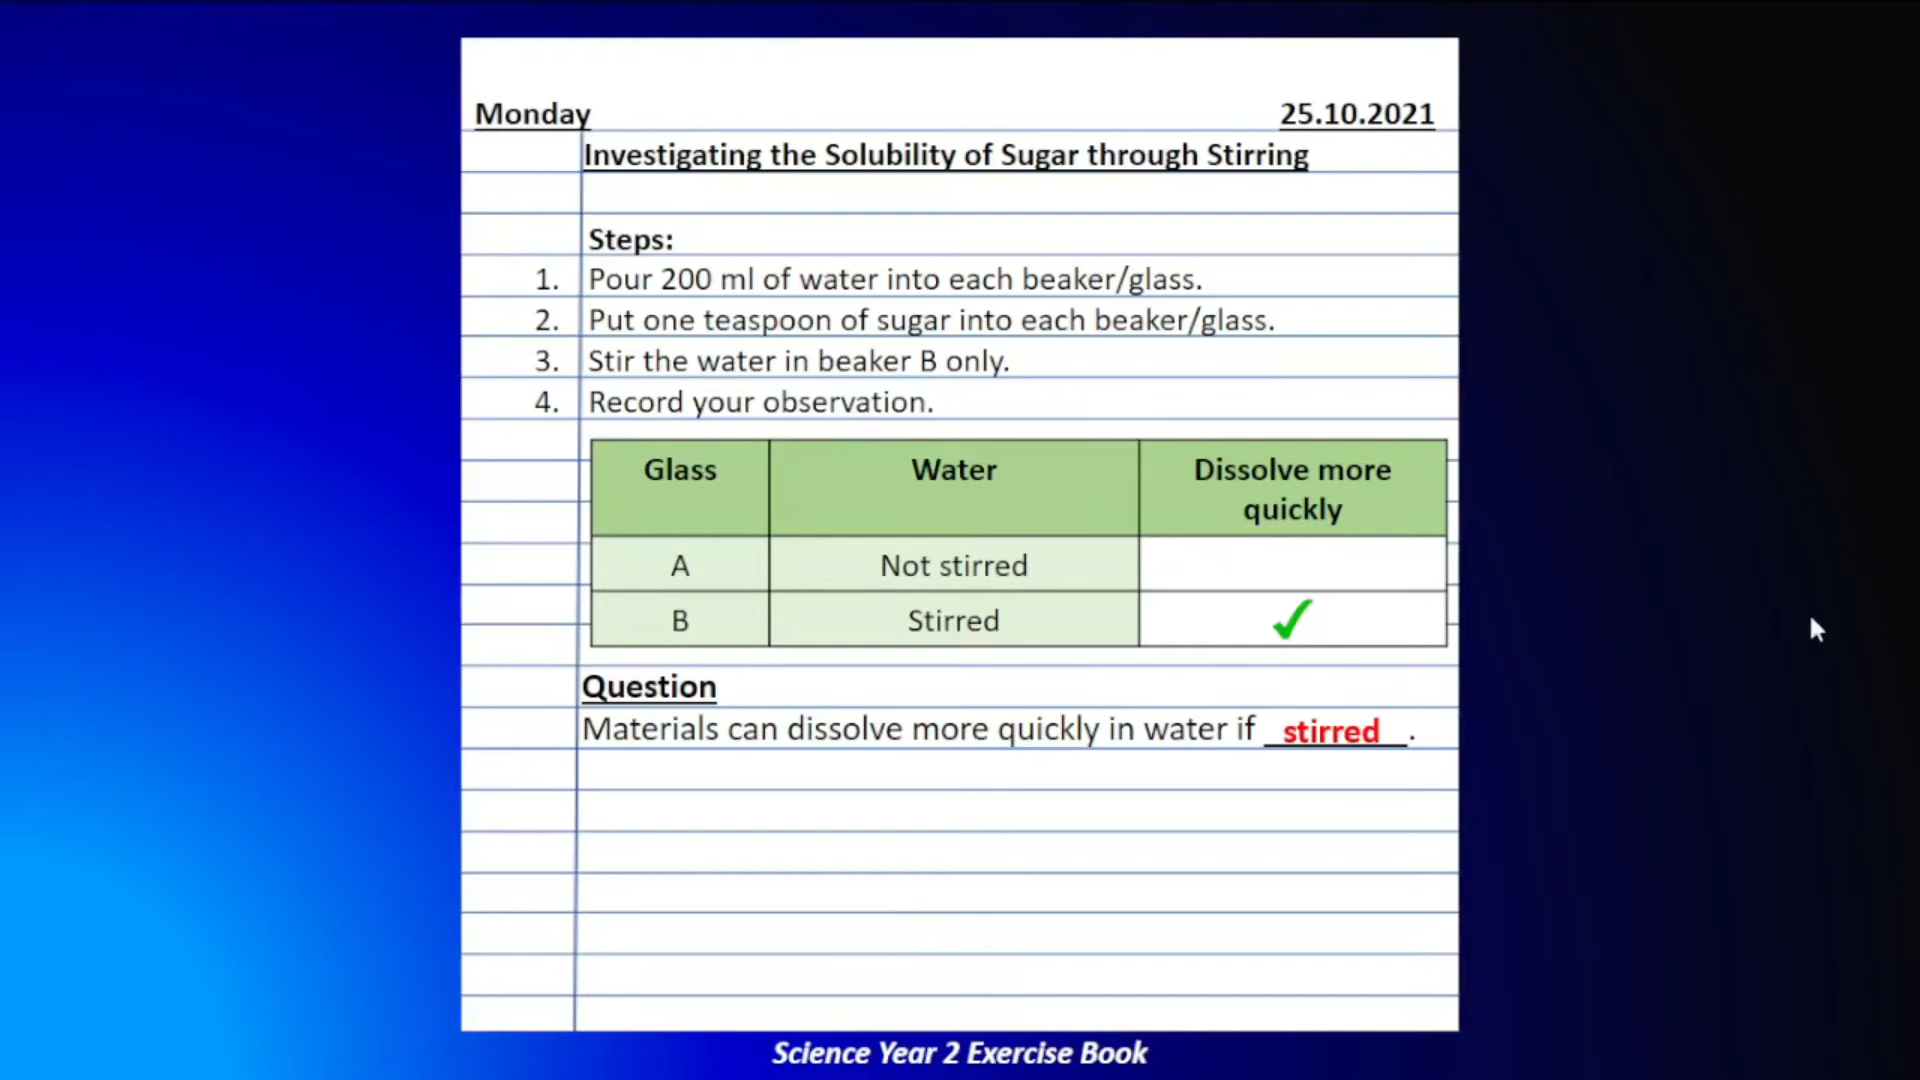 Monday 25.10.2021
Investigating the Solubility of Sugar through Stirring
Steps:
1. Pour 200 ml of water into each beaker/glass.
2. Put one teaspoon of sugar into each beaker/glass.
3. Stir the water in beaker B only.
4. Record your observation.
Glass Water Dissolve more
quickly
A Not stirred
B Stirred ✓
Question
Materials can dissolve more quickly in water if stirred.
Science Year 2 Exercise Book